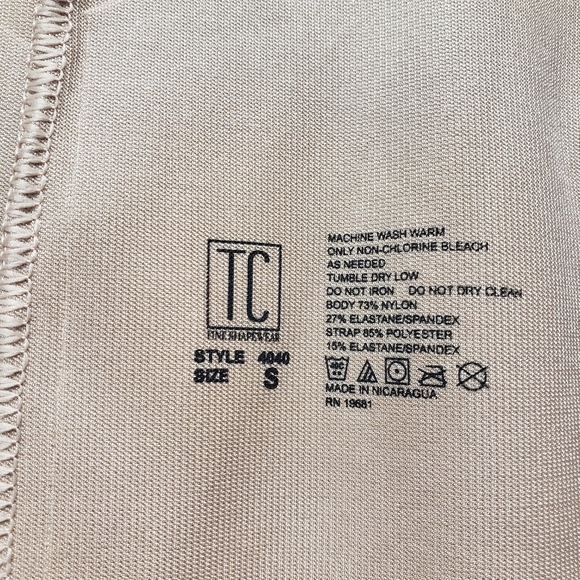 TC
FINE SHAPEWEAR
STYLE 4040
SIZE S
MACHINE WASH WARM
ONLY NON-CHLORINE BLEACH
AS NEEDED
TUMBLE DRY LOW
DO NOT IRON DO NOT DRY CLEAN
BODY 73% NYLON
27% ELASTANE/SPANDEX
STRAP 85% POLYESTER
15% ELASTANE/SPANDEX
40C
MADE IN NICARAGUA
RN 19681